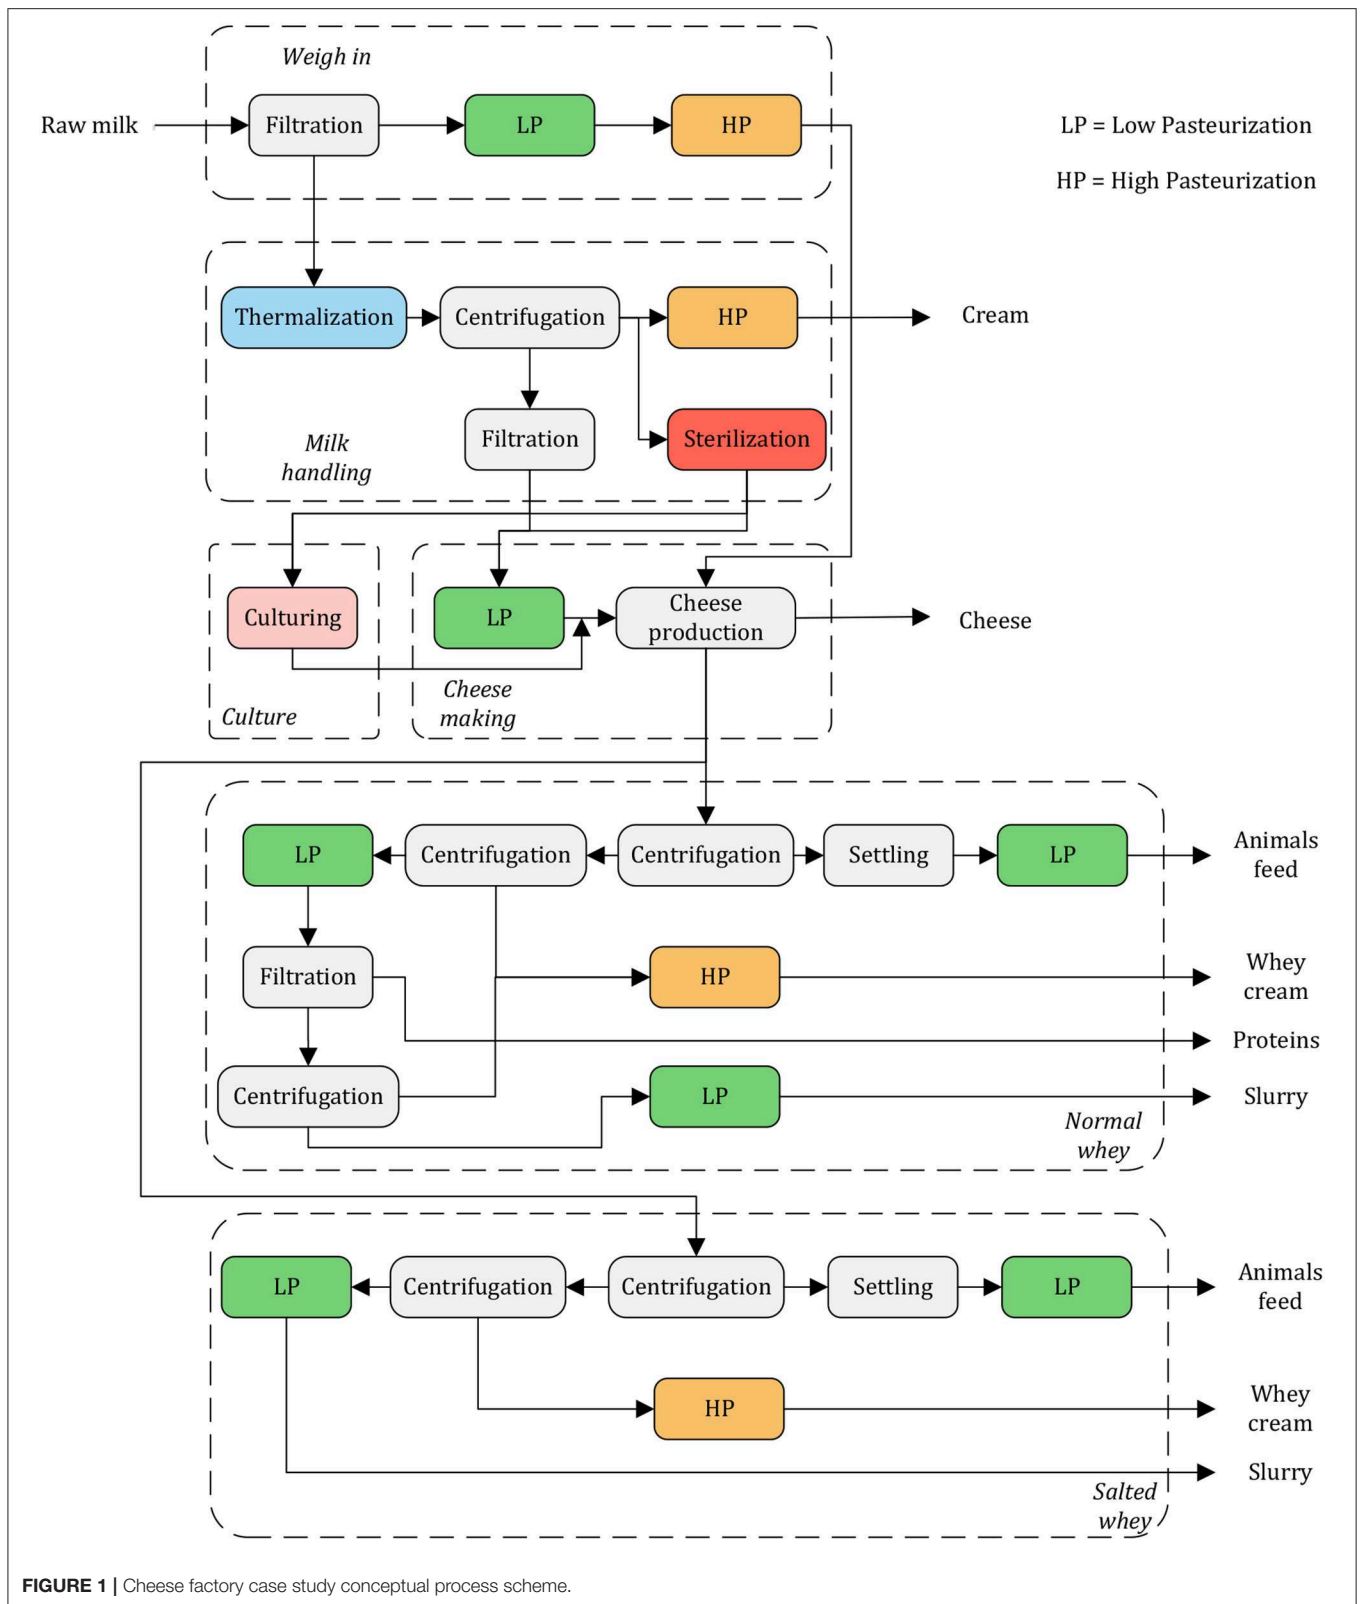 Weigh in
Raw milk
Filtration
LP
HP
LP = Low Pasteurization
HP = High Pasteurization
Thermalization
Centrifugation
HP
Cream
Filtration
Sterilization
Milk
handling
Culturing
LP
Cheese
production
Cheese
Culture
Cheese
making
LP
Centrifugation
Centrifugation
Settling
LP
Animals
feed
Filtration
HP
Whey
cream
Proteins
Centrifugation
LP
Slurry
Normal
whey
LP
Centrifugation
Centrifugation
Settling
LP
Animals
feed
HP
Whey
cream
Slurry
Salted
whey
FIGURE 1 | Cheese factory case study conceptual process scheme.